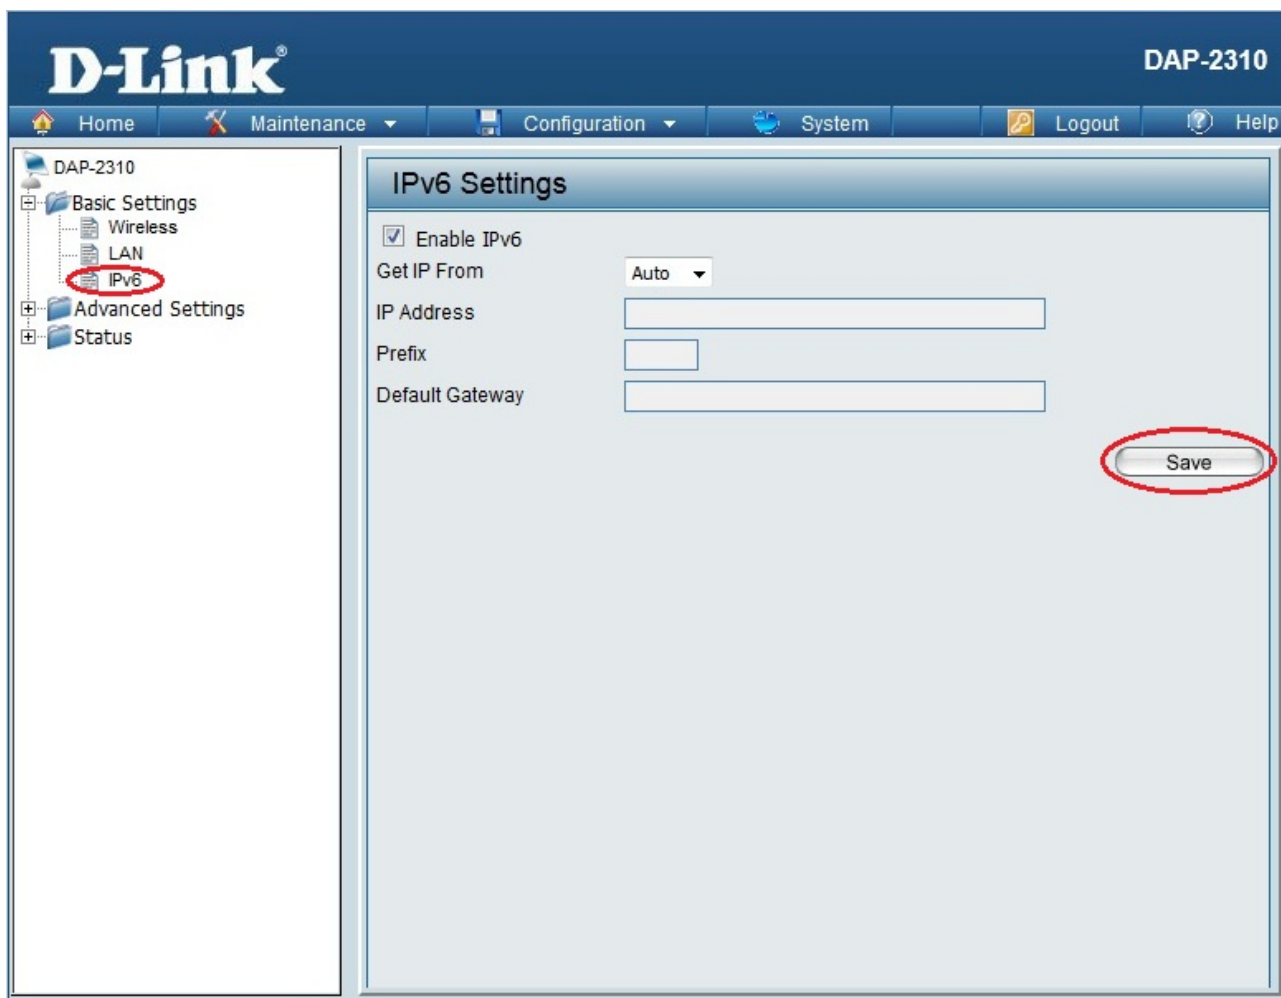 D-Link®
DAP-2310
Home Maintenance Configuration System Logout Help
DAP-2310
Basic Settings
Wireless
LAN
IPv6
Advanced Settings
Status
IPv6 Settings
Enable IPv6
Get IP From Auto
IP Address
Prefix
Default Gateway
Save